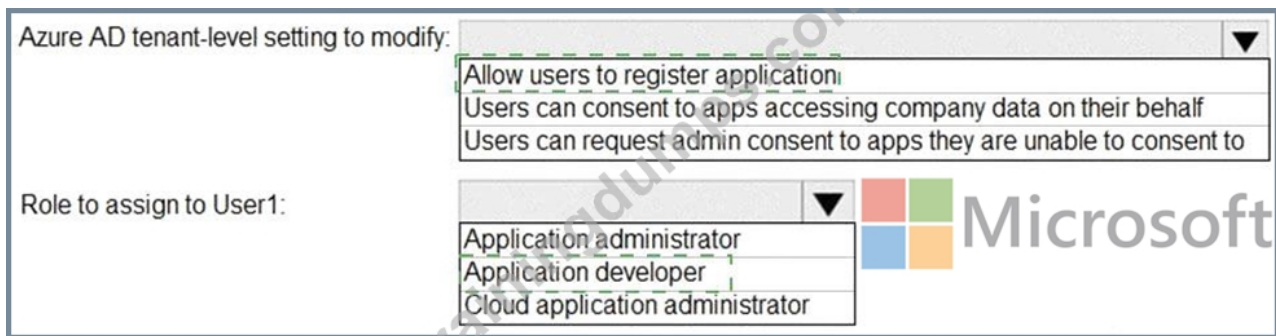 Azure AD tenant-level setting to modify:
Allow users to register application
Users can consent to apps accessing company data on their behalf
Users can request admin consent to apps they are unable to consent to
Role to assign to User1:
Application administrator
Application developer
Cloud application administrator
Microsoft
rainingdumps.com